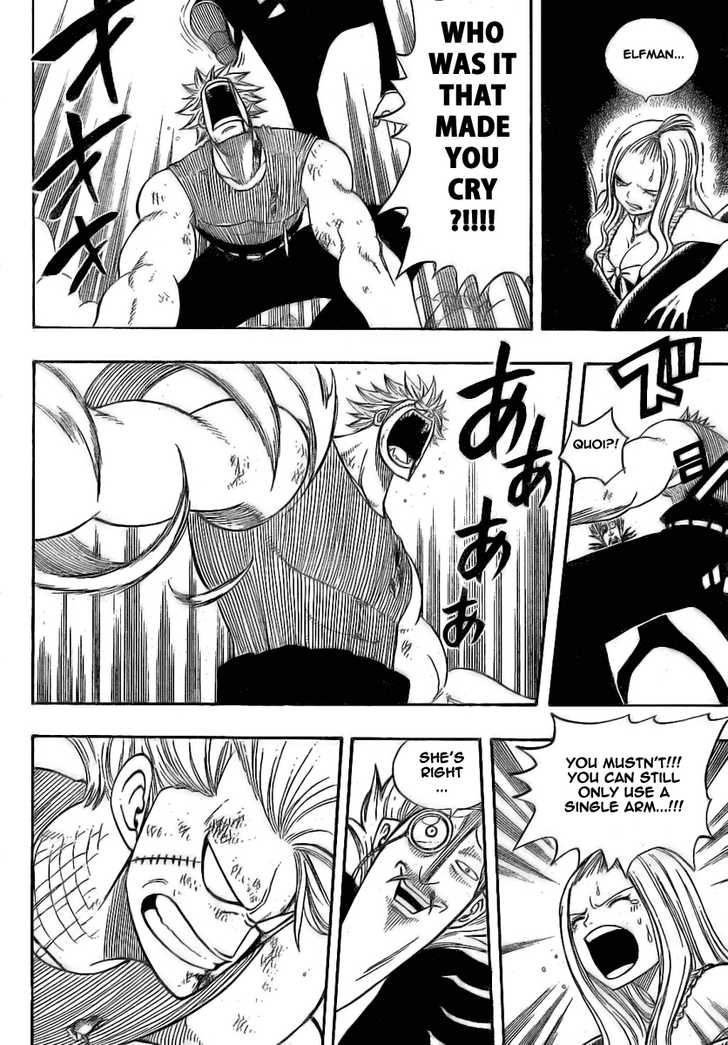 ELFMAN...
WHO
WAS IT
THAT
MADE
YOU
CRY
?!!!!
オオオ
ズ
QUOI?!
ああああ
YOU MUSTN'T!!!
YOU CAN STILL
ONLY USE A
SINGLE ARM...!!!
SHE'S
RIGHT
...